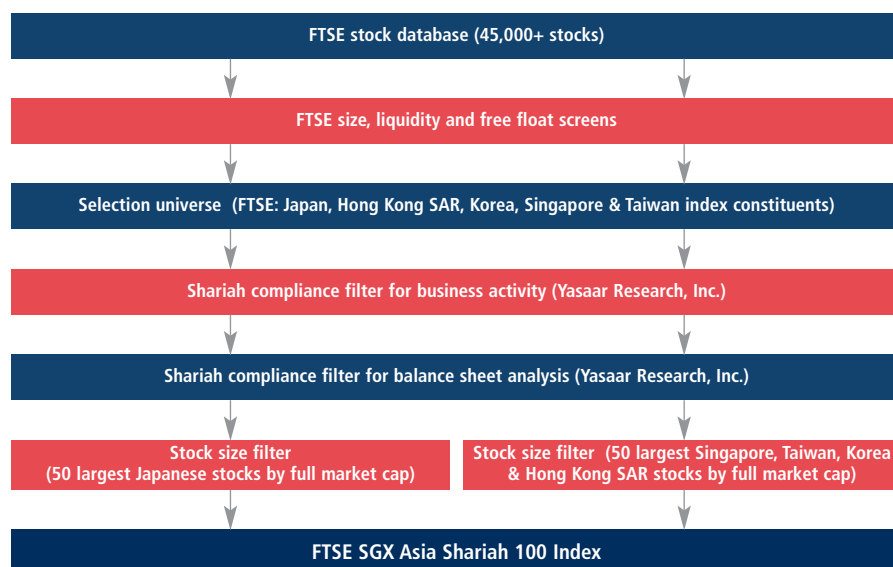 FTSE stock database (45,000+ stocks)
FTSE size, liquidity and free float screens
Selection universe (FTSE: Japan, Hong Kong SAR, Korea, Singapore & Taiwan index constituents)
Shariah compliance filter for business activity (Yasaar Research, Inc.)
Shariah compliance filter for balance sheet analysis (Yasaar Research, Inc.)
Stock size filter
(50 largest Japanese stocks by full market cap)
Stock size filter (50 largest Singapore, Taiwan, Korea
& Hong Kong SAR stocks by full market cap)
FTSE SGX Asia Shariah 100 Index